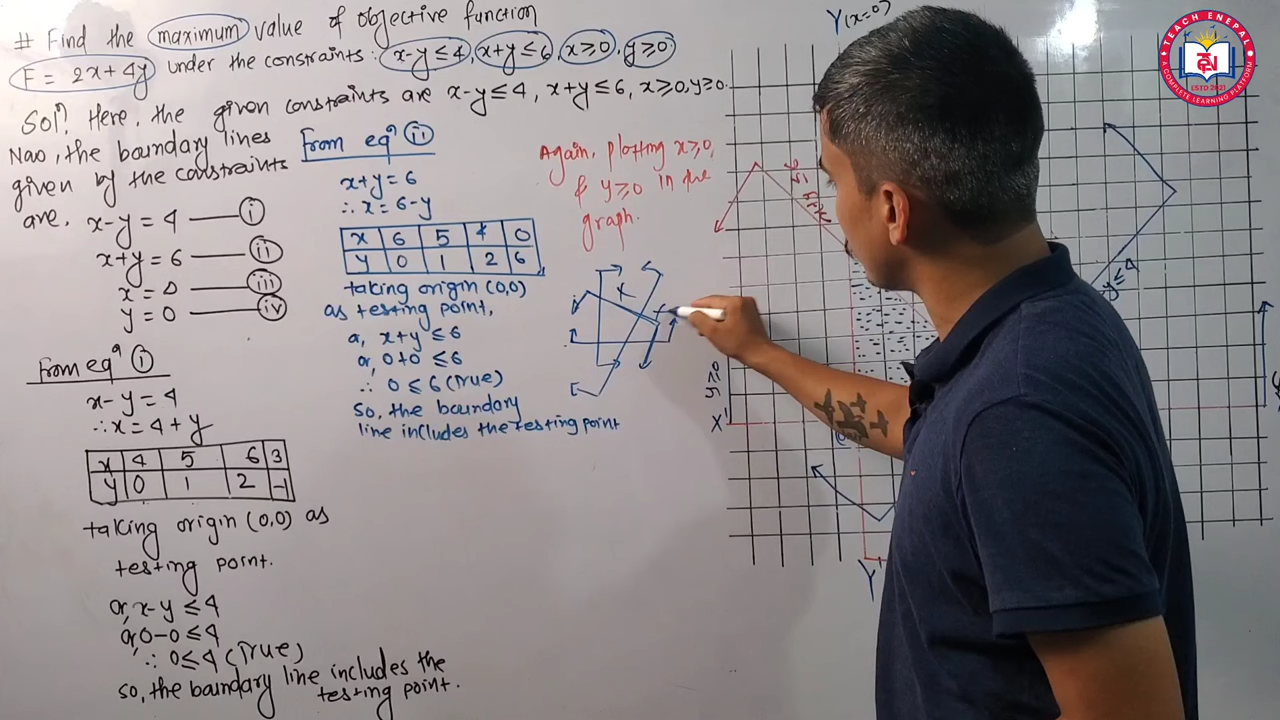 # Find the maximum value of objective function
F = 2x+4y under the constraints: x-y≤4, x+y≤6, x≥0, y≥0.
Solⁿ, Here, the given constraints are x-y≤4, x+y≤6, x≥0, y≥0.
Nao, the boundary lines
given by the constraints
are,
x-y=4 —— (i)
x+y=6 —— (ii)
x=0 —— (iii)
y=0 —— (iv)
From eqⁿ (i)
x-y=4
∴x=4+y
x 4 5 6 3
y 0 1 2 -1
taking origin (0,0) as
testing point.
or, x-y≤4
or, 0-0≤4
∴ 0≤4 (True)
so, the boundary line includes the
testing point.
From eqⁿ (ii)
x+y=6
∴x=6-y
x 6 5 4 0
y 0 1 2 6
taking origin (0,0)
as testing point,
or, x+y≤6
or, 0+0≤6
∴ 0≤6 (True)
so, the boundary
line includes the testing point
Again, plotting x≥0,
& y≥0 in the
graph.
Y (x=0)
y≤4
y≥0
X'
Y
TEACH ENEPAL
ESTD 2021
A COMPLETE LEARNING PLATFORM